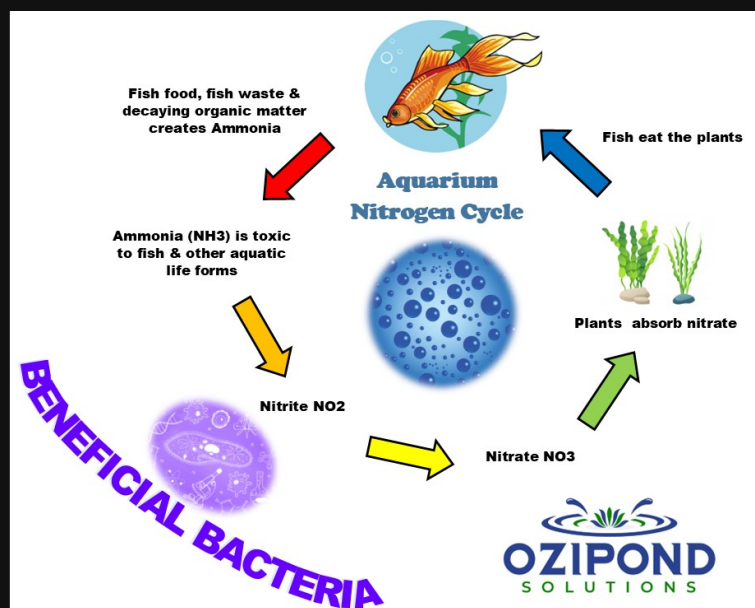 Fish food, fish waste &
decaying organic matter
creates Ammonia
Fish eat the plants
Aquarium
Nitrogen Cycle
Ammonia (NH3) is toxic
to fish & other aquatic
life forms
Plants absorb nitrate
Nitrite NO2
Nitrate NO3
BENEFICIAL BACTERIA
OZIPOND
SOLUTIONS